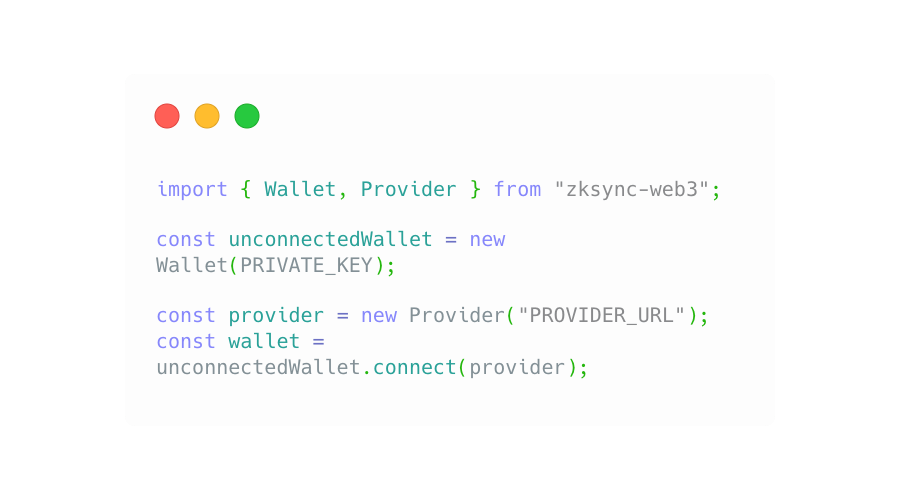 import { Wallet, Provider } from "zksync-web3";
const unconnectedWallet = new
Wallet(PRIVATE_KEY);
const provider = new Provider("PROVIDER_URL");
const wallet =
unconnectedWallet.connect(provider);